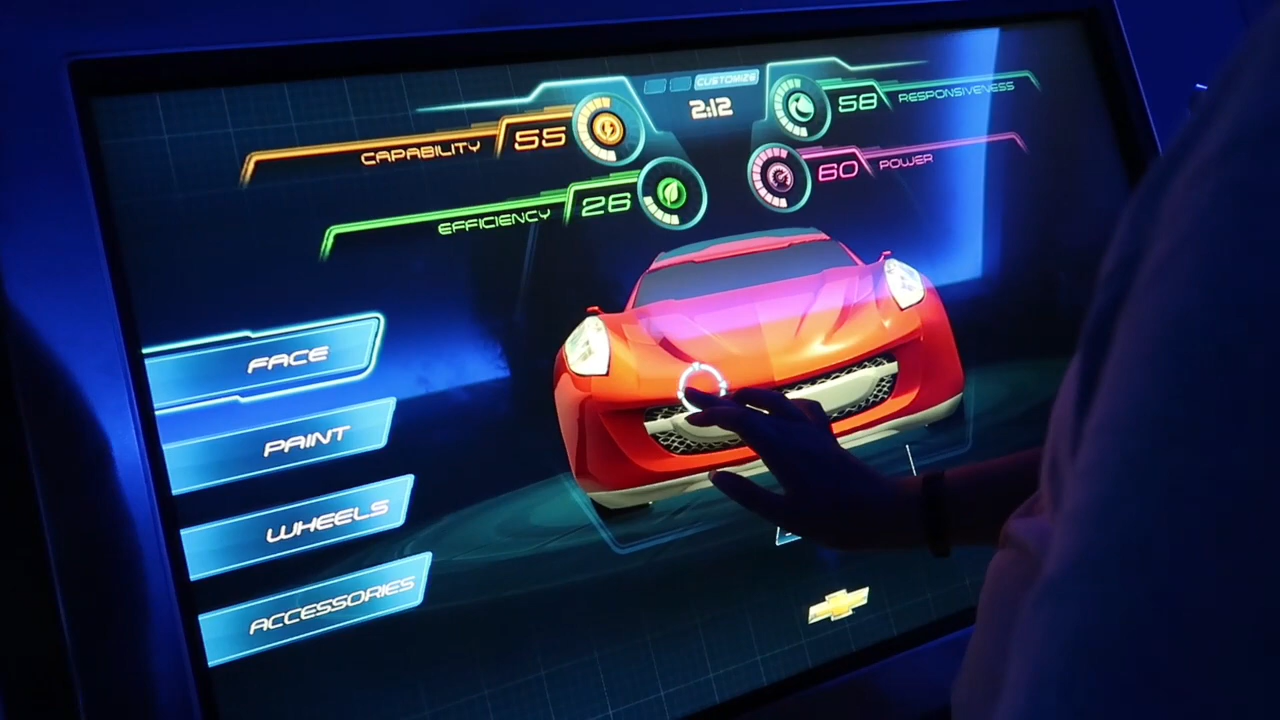 CUSTOMIZE
2:12
CAPABILITY 55
58 RESPONSIVENESS
EFFICIENCY 26
60 POWER
FACE
PAINT
WHEELS
ACCESSORIES